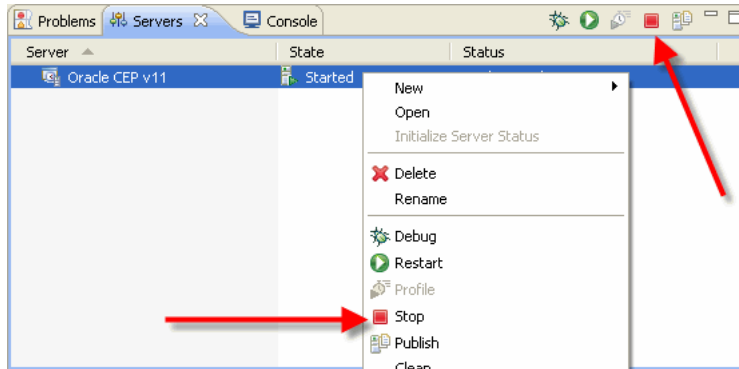 Problems Servers Console
Server State Status
Oracle CEP v11 Started
New
Open
Initialize Server Status
Delete
Rename
Debug
Restart
Profile
Stop
Publish
Clean